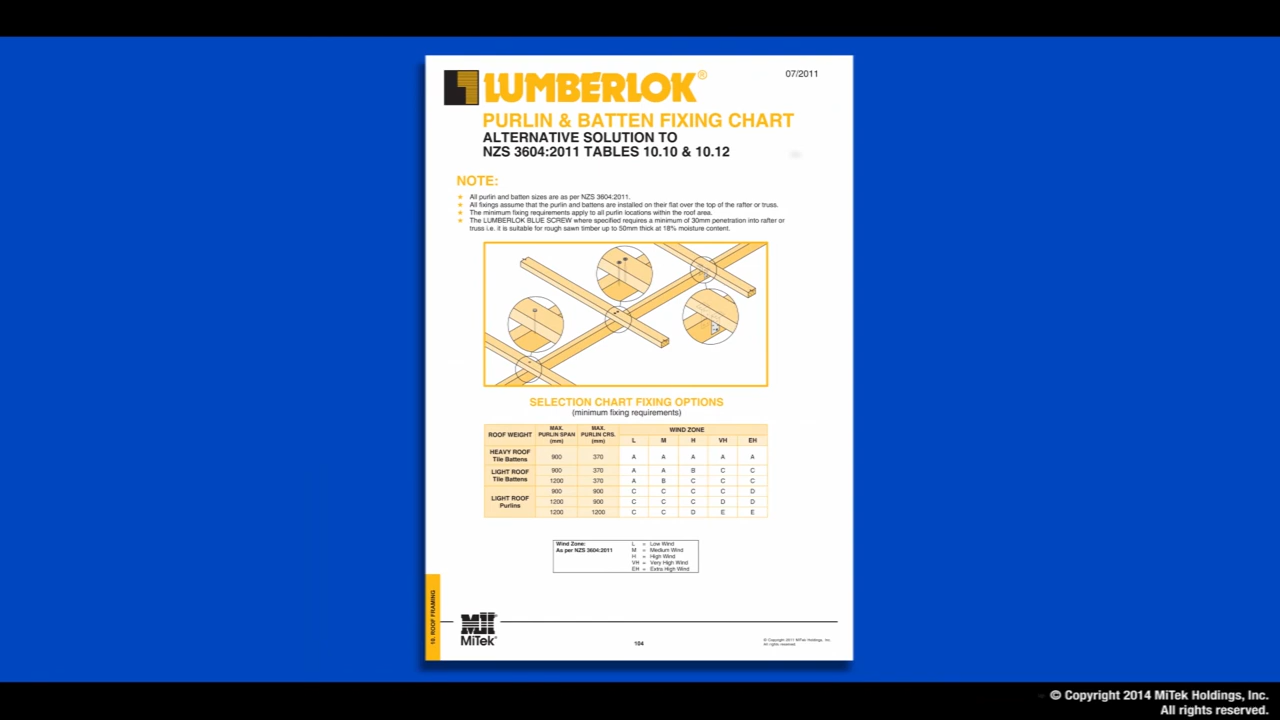 LUMBERLOK®
07/2011
PURLIN & BATTEN FIXING CHART
ALTERNATIVE SOLUTION TO
NZS 3604:2011 TABLES 10.10 & 10.12
NOTE:
All purlin and batten sizes are as per NZS 3604:2011.
All fixings assume that the purlin and battens are installed on their flat over the top of the rafter or truss.
The minimum fixing requirements apply to all purlin locations within the roof area.
The LUMBERLOK BLUE SCREW where specified requires a minimum of 30mm penetration into rafter or
truss i.e. it is suitable for rough sawn timber up to 50mm thick at 18% moisture content.
SELECTION CHART FIXING OPTIONS
(minimum fixing requirements)
ROOF WEIGHT MAX. PURLIN SPAN (mm) MAX. PURLIN CRS. (mm) WIND ZONE
L M H VH EH
HEAVY ROOF Tile Battens 900 370 A A A A A
LIGHT ROOF Tile Battens 900 370 A A B C C
1200 370 A B C C C
LIGHT ROOF Purlins 900 900 C C C C D
1200 900 C C C D D
1200 1200 C C D E E
Wind Zone: L = Low Wind
As per NZS 3604:2011 M = Medium Wind
H = High Wind
VH = Very High Wind
EH = Extra High Wind
10. ROOF FRAMING
MiTek®
104
© Copyright 2011 MiTek Holdings, Inc.
All rights reserved.
© Copyright 2014 MiTek Holdings, Inc.
All rights reserved.